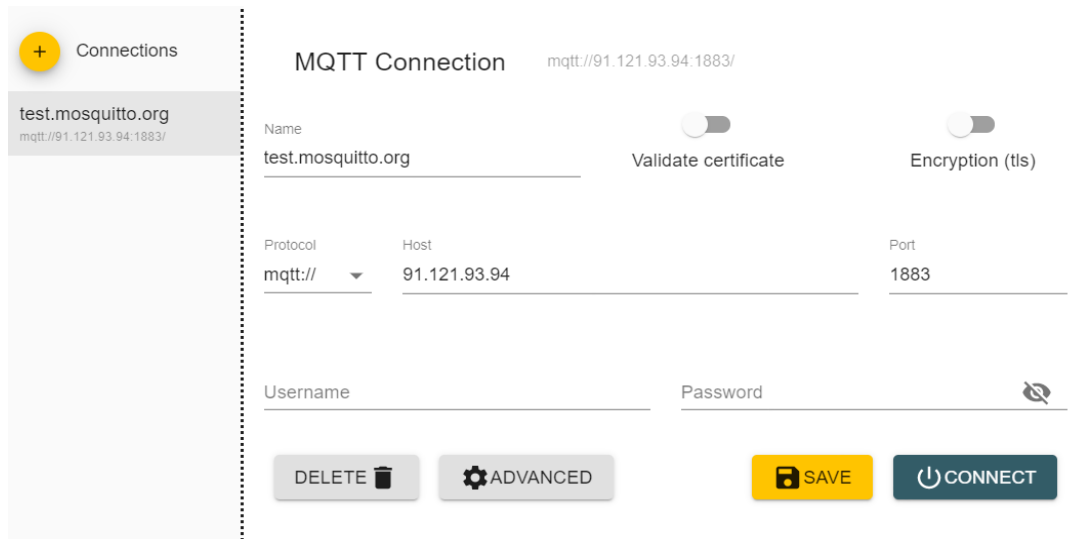 + Connections
test.mosquitto.org
mqtt://91.121.93.94:1883/
MQTT Connection mqtt://91.121.93.94:1883/
Name
test.mosquitto.org
Validate certificate Encryption (tls)
Protocol Host Port
mqtt:// 91.121.93.94 1883
Username Password
DELETE ADVANCED SAVE CONNECT